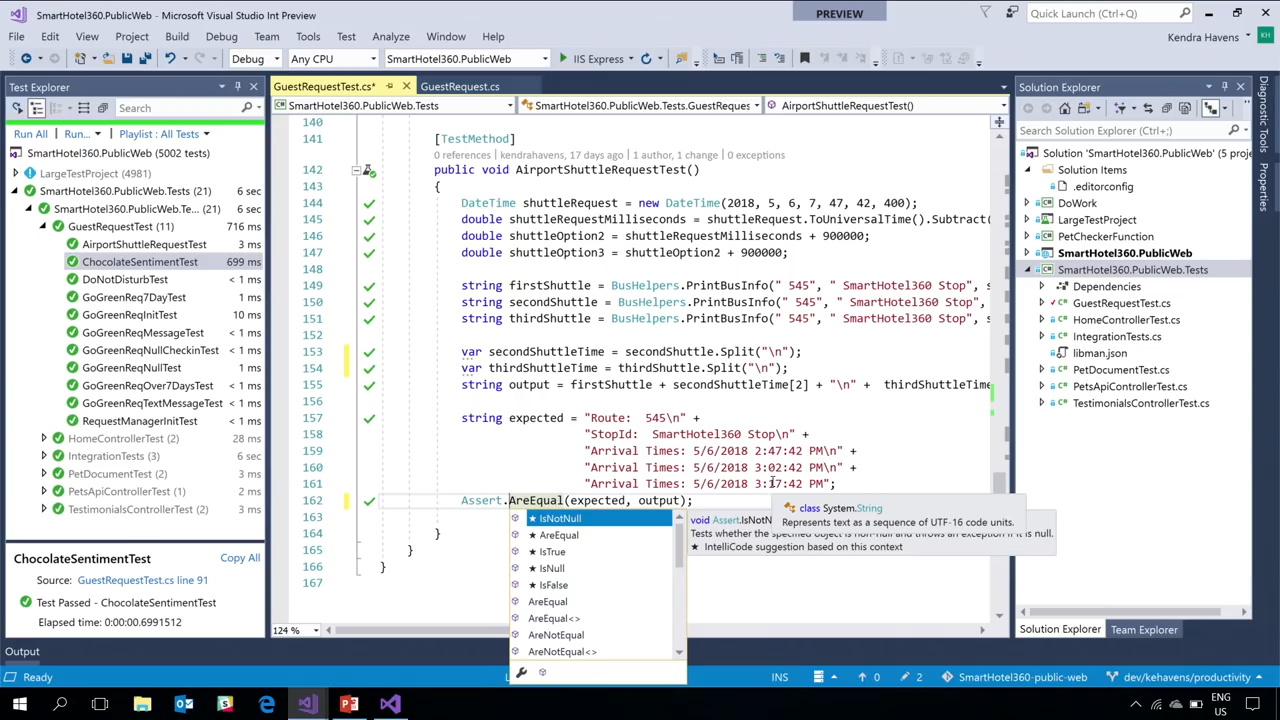 SmartHotel360.PublicWeb - Microsoft Visual Studio Int Preview
PREVIEW
Quick Launch (Ctrl+Q)
File Edit View Project Build Debug Team Tools Test Analyze Window Help
Kendra Havens KH
Debug Any CPU SmartHotel360.PublicWeb IIS Express
Test Explorer
Search
Run All Run... Playlist : All Tests
SmartHotel360.PublicWeb (5002 tests)
LargeTestProject (4981)
SmartHotel360.PublicWeb.Tests (21) 6 sec
SmartHotel360.PublicWeb.Te... (21) 6 sec
GuestRequestTest (11) 716 ms
AirportShuttleRequestTest 3 ms
ChocolateSentimentTest 699 ms
DoNotDisturbTest < 1 ms
GoGreenReq7DayTest < 1 ms
GoGreenReqInitTest 10 ms
GoGreenReqMessageTest < 1 ms
GoGreenReqNullCheckinTest < 1 ms
GoGreenReqNullTest < 1 ms
GoGreenReqOver7DaysTest < 1 ms
GoGreenReqTextMessageTest < 1 ms
RequestManagerInitTest < 1 ms
HomeControllerTest (2) 28 ms
IntegrationTests (2) 6 sec
PetDocumentTest (2) < 1 ms
PetsApiControllerTest (2) < 1 ms
TestimonialsControllerTest (2) < 1 ms
ChocolateSentimentTest Copy All
Source: GuestRequestTest.cs line 91
Test Passed - ChocolateSentimentTest
Elapsed time: 0:00:00.6991512
GuestRequestTest.cs* GuestRequest.cs
SmartHotel360.PublicWeb.Tests SmartHotel360.PublicWeb.Tests.GuestReques AirportShuttleRequestTest()
140
141 [TestMethod]
0 references | kendrahavens, 17 days ago | 1 author, 1 change | 0 exceptions
142 public void AirportShuttleRequestTest()
143 {
144 DateTime shuttleRequest = new DateTime(2018, 5, 6, 7, 47, 42, 400);
145 double shuttleRequestMilliseconds = shuttleRequest.ToUniversalTime().Subtract(
146 double shuttleOption2 = shuttleRequestMilliseconds + 900000;
147 double shuttleOption3 = shuttleOption2 + 900000;
148
149 string firstShuttle = BusHelpers.PrintBusInfo(" 545", " SmartHotel360 Stop", s
150 string secondShuttle = BusHelpers.PrintBusInfo(" 545", " SmartHotel360 Stop",
151 string thirdShuttle = BusHelpers.PrintBusInfo(" 545", " SmartHotel360 Stop", s
152
153 var secondShuttleTime = secondShuttle.Split("\n");
154 var thirdShuttleTime = thirdShuttle.Split("\n");
155 string output = firstShuttle + secondShuttleTime[2] + "\n" + thirdShuttleTime
156
157 string expected = "Route: 545\n" +
158 "StopId: SmartHotel360 Stop\n" +
159 "Arrival Times: 5/6/2018 2:47:42 PM\n" +
160 "Arrival Times: 5/6/2018 3:02:42 PM\n" +
161 "Arrival Times: 5/6/2018 3:17:42 PM";
162 Assert.AreEqual(expected, output);
163
164 }
165 }
166 }
167
★ IsNotNull
★ AreEqual
★ IsTrue
★ IsNull
★ IsFalse
AreEqual
AreEqual<>
AreNotEqual
AreNotEqual<>
void Assert.IsNotN
Tests whether the specified object is non-null and throws an exception if it is null.
★ IntelliCode suggestion based on this context
class System.String
Represents text as a sequence of UTF-16 code units.
124 %
Solution Explorer
Search Solution Explorer (Ctrl+;)
Solution 'SmartHotel360.PublicWeb' (5 proj
Solution Items
.editorconfig
DoWork
LargeTestProject
PetCheckerFunction
SmartHotel360.PublicWeb
SmartHotel360.PublicWeb.Tests
Dependencies
GuestRequestTest.cs
HomeControllerTest.cs
IntegrationTests.cs
libman.json
PetDocumentTest.cs
PetsApiControllerTest.cs
TestimonialsControllerTest.cs
Solution Explorer Team Explorer
Diagnostic Tools
Properties
Output
Ready INS 0 2 SmartHotel360-public-web dev/kehavens/productivity
ENG
US